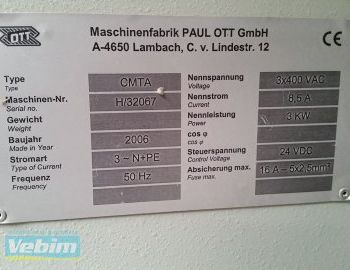 OTT
Maschinenfabrik PAUL OTT GmbH
A-4650 Lambach, C. v. Lindestr. 12
CE
Type CMTA
Type
Maschinen-Nr. H/32067
Serial no.
Gewicht
Weight
Baujahr 2006
Made in Year
Stromart 3 ~ N+PE
Type of Current
Frequenz 50 Hz
Frequency
Nennspannung 3x400 VAC
Voltage
Nennstrom 6,5 A
Current
Nennleistung 3 KW
Power
cos φ
cos φ
Steuerspannung 24 VDC
Control Voltage
Absicherung max. 16 A – 5x2,5mm²
Fuse max.
Vebim